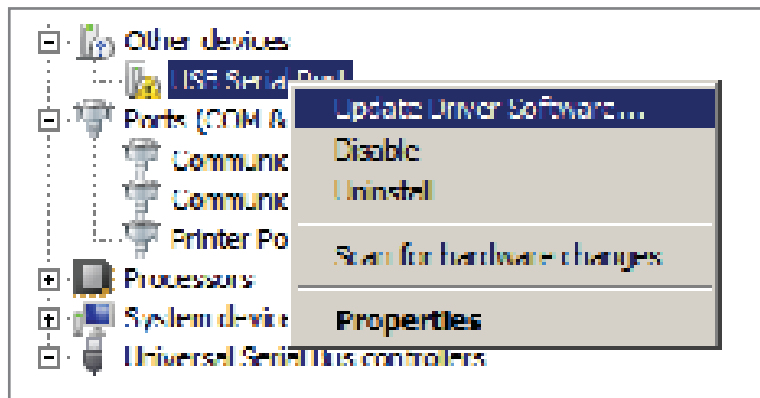 Other devices
USB Serial Port
Update Driver Software...
Ports (COM &
Disable
Communic
Uninstall
Communic
Printer Po
Scan for hardware changes
Processors
System device
Properties
Universal Serial Bus controllers